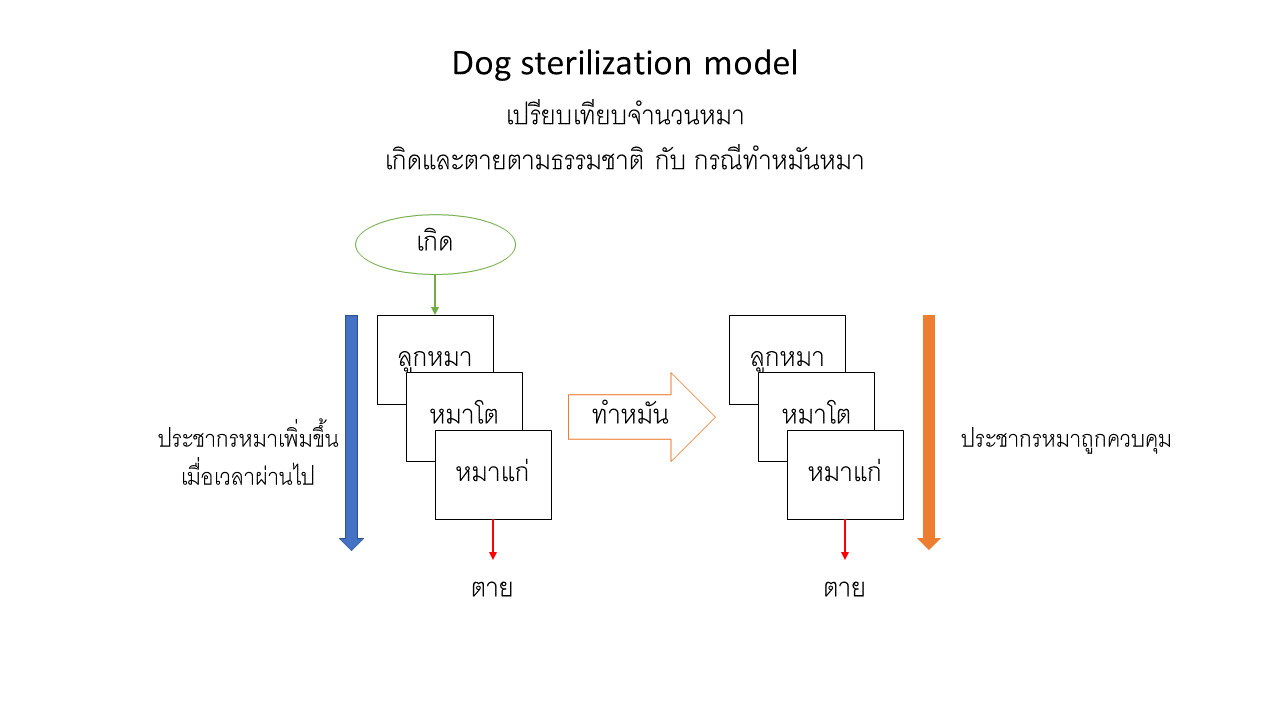 Dog sterilization model
เปรียบเทียบจำนวนหมา
เกิดและตายตามธรรมชาติ กับ กรณีทำหมันหมา
เกิด
ลูกหมา
หมาโต
หมาแก่
ตาย
ประชากรหมาเพิ่มขึ้น
เมื่อเวลาผ่านไป
ทำหมัน
ลูกหมา
หมาโต
หมาแก่
ตาย
ประชากรหมาถูกควบคุม